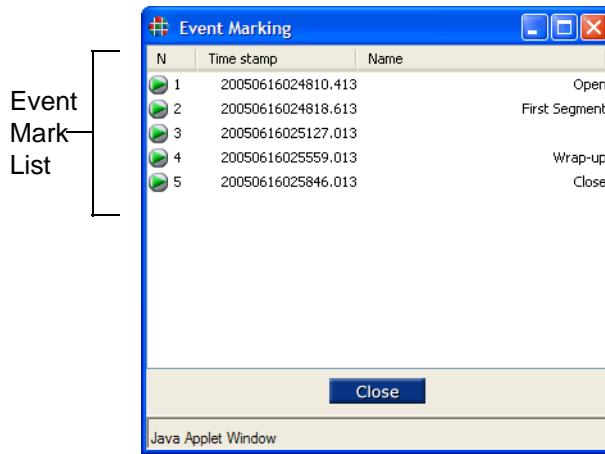 Event Marking
N Time stamp Name
1 20050616024810.413 Open
2 20050616024818.613 First Segment
3 20050616025127.013
4 20050616025559.013 Wrap-up
5 20050616025846.013 Close
Event
Mark
List
Close
Java Applet Window